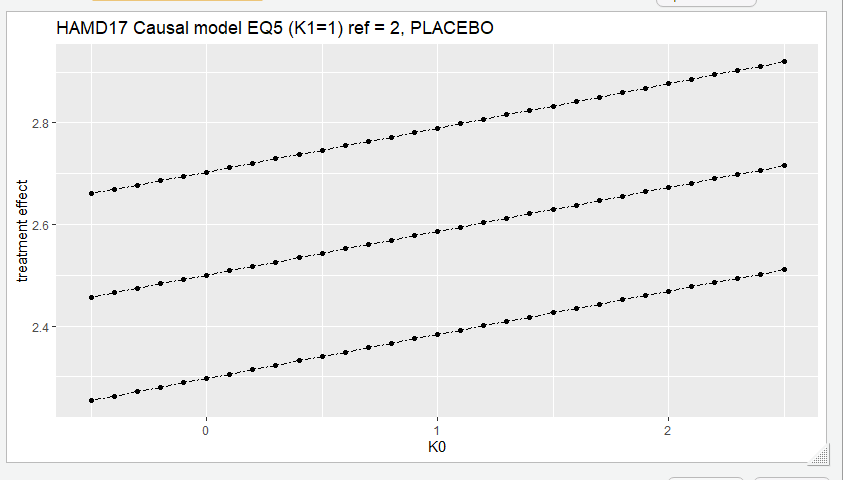 HAMD17 Causal model EQ5 (K1=1) ref = 2, PLACEBO
treatment effect
2.8
2.6
2.4
0
1
2
K0